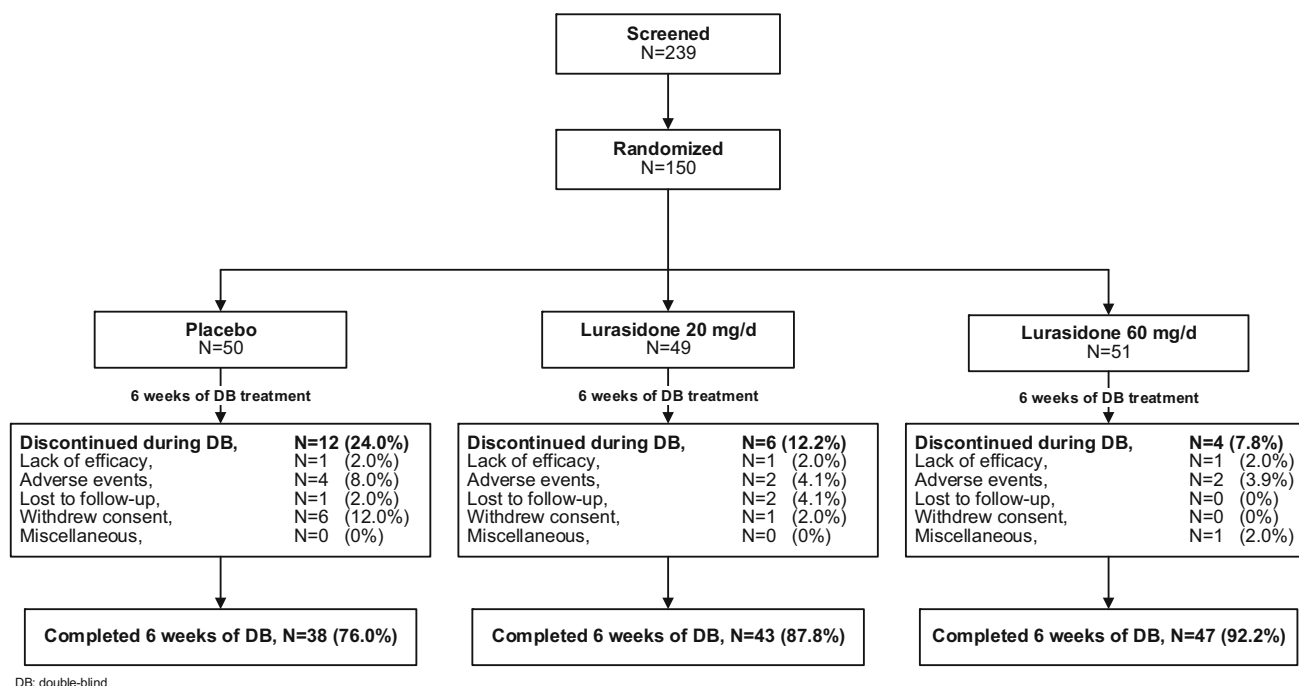 Screened
N=239
Randomized
N=150
Placebo
N=50
Lurasidone 20 mg/d
N=49
Lurasidone 60 mg/d
N=51
6 weeks of DB treatment
6 weeks of DB treatment
6 weeks of DB treatment
Discontinued during DB, N=12 (24.0%)
Lack of efficacy, N=1 (2.0%)
Adverse events, N=4 (8.0%)
Lost to follow-up, N=1 (2.0%)
Withdrew consent, N=6 (12.0%)
Miscellaneous, N=0 (0%)
Discontinued during DB, N=6 (12.2%)
Lack of efficacy, N=1 (2.0%)
Adverse events, N=2 (4.1%)
Lost to follow-up, N=2 (4.1%)
Withdrew consent, N=1 (2.0%)
Miscellaneous, N=0 (0%)
Discontinued during DB, N=4 (7.8%)
Lack of efficacy, N=1 (2.0%)
Adverse events, N=2 (3.9%)
Lost to follow-up, N=0 (0%)
Withdrew consent, N=0 (0%)
Miscellaneous, N=1 (2.0%)
Completed 6 weeks of DB, N=38 (76.0%)
Completed 6 weeks of DB, N=43 (87.8%)
Completed 6 weeks of DB, N=47 (92.2%)
DB: double-blind